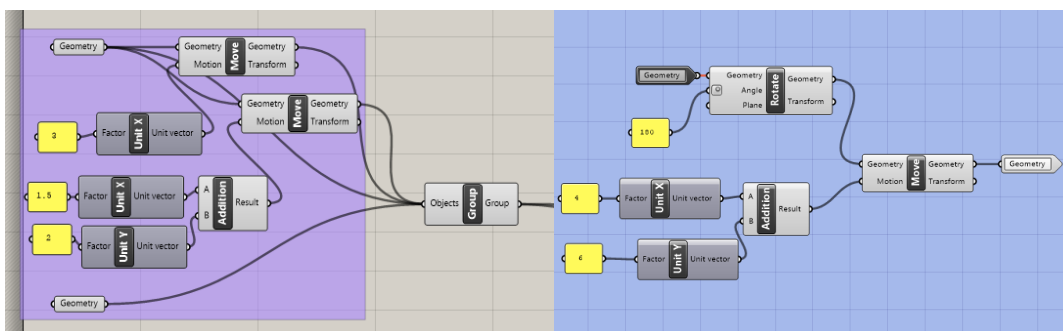 Geometry
Geometry Geometry
Motion Move Transform
Geometry Geometry
Motion Move Transform
3
Factor Unit X Unit vector
1.5
Factor Unit X Unit vector
2
Factor Unit Y Unit vector
A
B
Addition Result
Geometry
Objects Group Group
Geometry
Geometry Geometry
Angle
Plane Rotate Transform
180
Geometry Geometry
Motion Move Transform
Geometry
4
Factor Unit X Unit vector
6
Factor Unit Y Unit vector
A
B
Addition Result